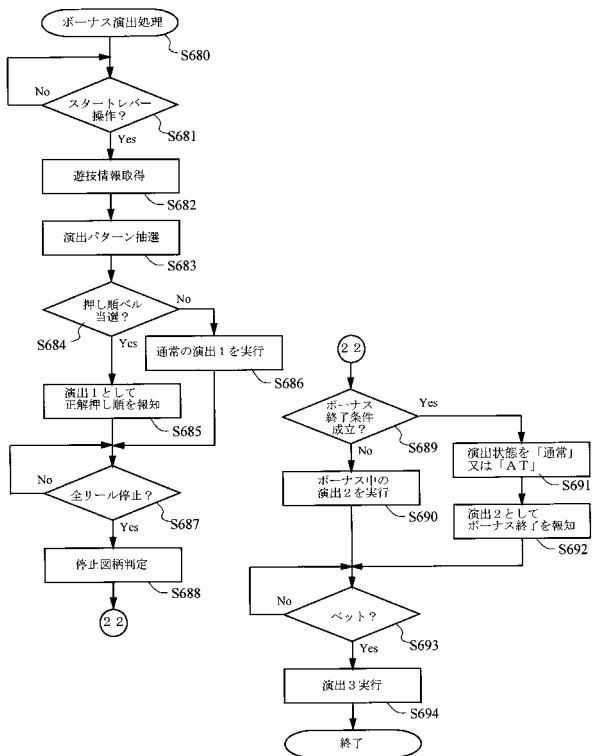 ボーナス演出処理
S680
No
スタートレバー
操作?
S681
Yes
遊技情報取得
S682
演出パターン抽選
S683
押し順ベル
当選?
No
S684
Yes
通常の演出1を実行
S686
演出1として
正解押し順を報知
S685
No
全リール停止?
S687
Yes
停止図柄判定
S688
22
22
ボーナス
終了条件
成立?
Yes
S689
No
演出状態を「通常」
又は「AT」
S691
ボーナス中の
演出2を実行
S690
演出2として
ボーナス終了を報知
S692
No
ベット?
S693
Yes
演出3実行
S694
終了